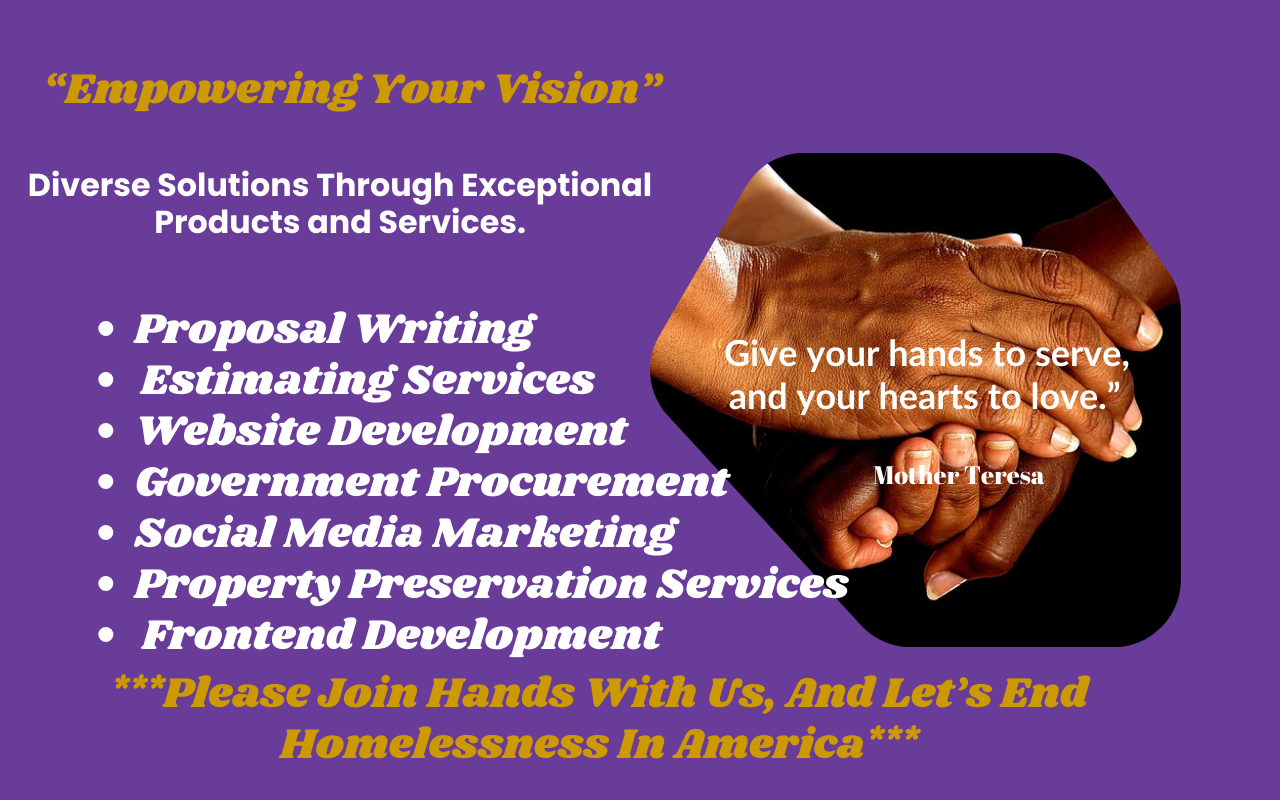 “Empowering Your Vision”
Diverse Solutions Through Exceptional
Products and Services.
• Proposal Writing
• Estimating Services
• Website Development
• Government Procurement
• Social Media Marketing
• Property Preservation Services
• Frontend Development
Give your hands to serve,
and your hearts to love.”
Mother Teresa
***Please Join Hands With Us, And Let’s End
Homelessness In America***